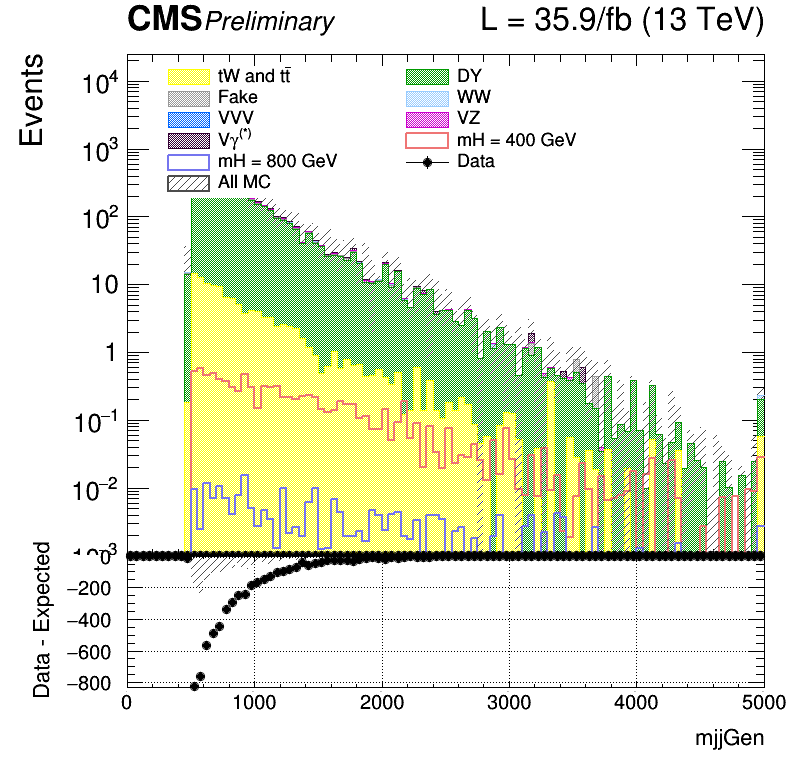 CMS Preliminary L = 35.9/fb (13 TeV)
Events
10⁴
10³
10²
10
1
10⁻¹
10⁻²
tW and tt̄ DY
Fake WW
VVV VZ
Vγ(*) mH = 400 GeV
mH = 800 GeV Data
All MC
Data - Expected
0
−200
−400
−600
−800
0 1000 2000 3000 4000 5000
mjjGen